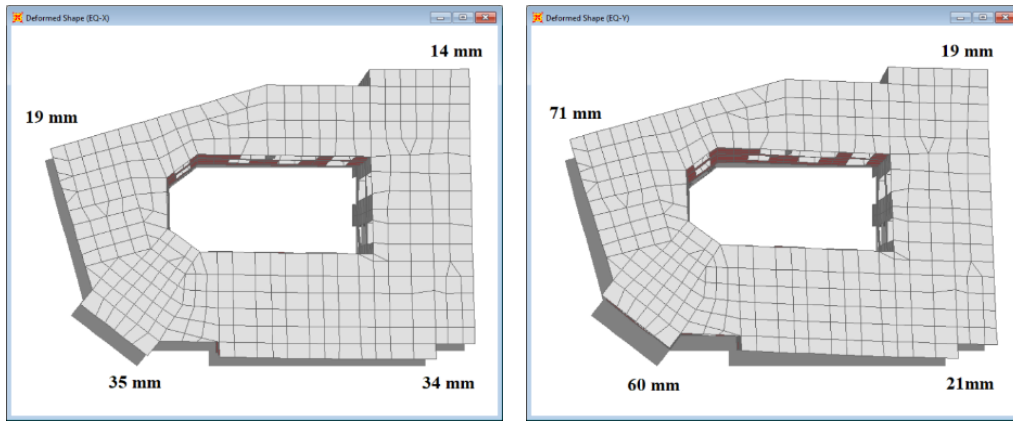 Deformed Shape (EQ-X)
14 mm
19 mm
35 mm
34 mm
Deformed Shape (EQ-Y)
19 mm
71 mm
60 mm
21mm